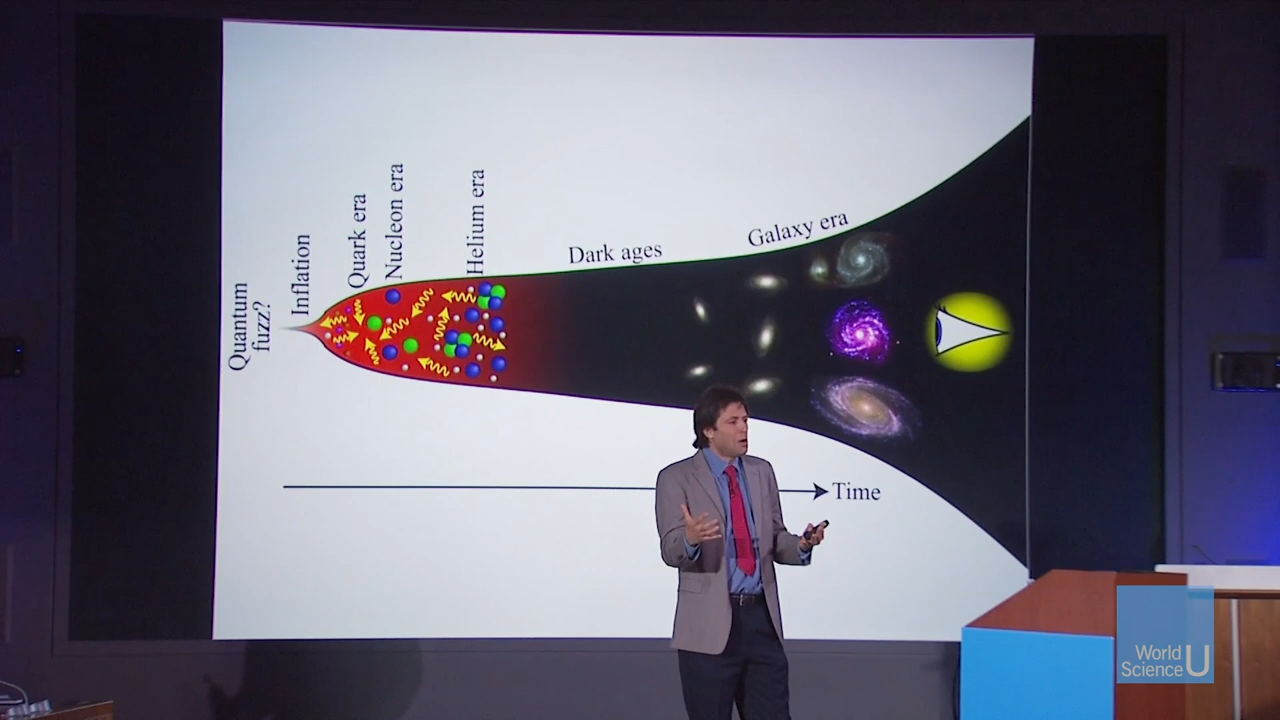 Quantum
fuzz?
Inflation
Quark era
Nucleon era
Helium era
Dark ages
Galaxy era
Time
World
Science U